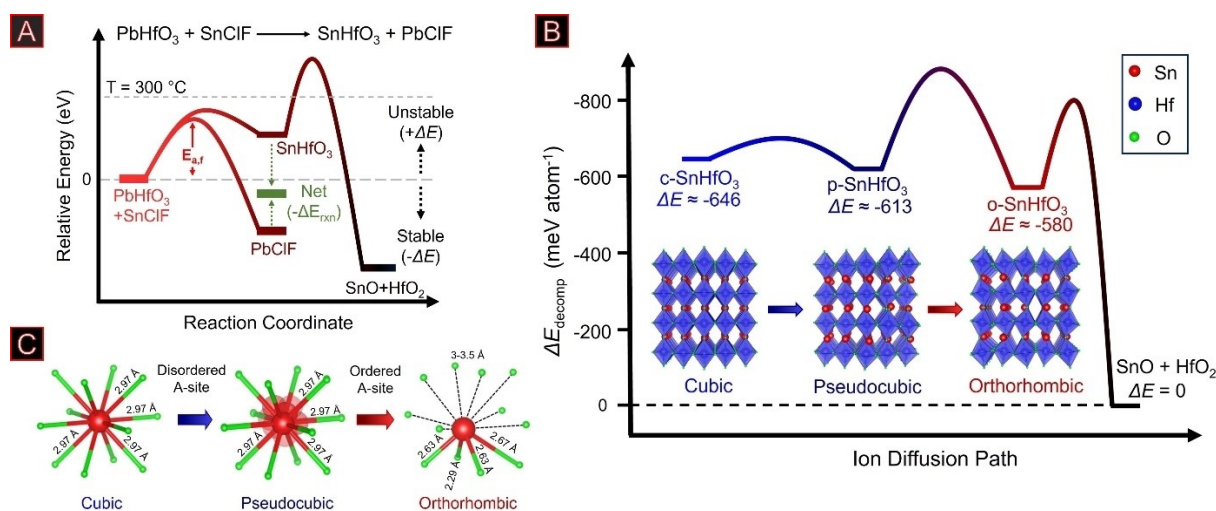 A
PbHfO₃ + SnClF ⟶ SnHfO₃ + PbClF
Relative Energy (eV)
T = 300 °C
0
Eₐ,f
PbHfO₃
+SnClF
SnHfO₃
Net
(-ΔEᵣₓₙ)
PbClF
Unstable
(+ΔE)
Stable
(-ΔE)
SnO+HfO₂
Reaction Coordinate
B
ΔE_decomp (meV atom⁻¹)
-800
-600
-400
-200
0
c-SnHfO₃
ΔE ≈ -646
p-SnHfO₃
ΔE ≈ -613
o-SnHfO₃
ΔE ≈ -580
Sn
Hf
O
Cubic
Pseudocubic
Orthorhombic
SnO + HfO₂
ΔE = 0
Ion Diffusion Path
C
Disordered
A-site
Ordered
A-site
2.97 Å
2.97 Å
2.97 Å
2.97 Å
2.97 Å
2.97 Å
2.97 Å
2.97 Å
3-3.5 Å
2.63 Å
2.29 Å
2.63 Å
2.67 Å
Cubic
Pseudocubic
Orthorhombic